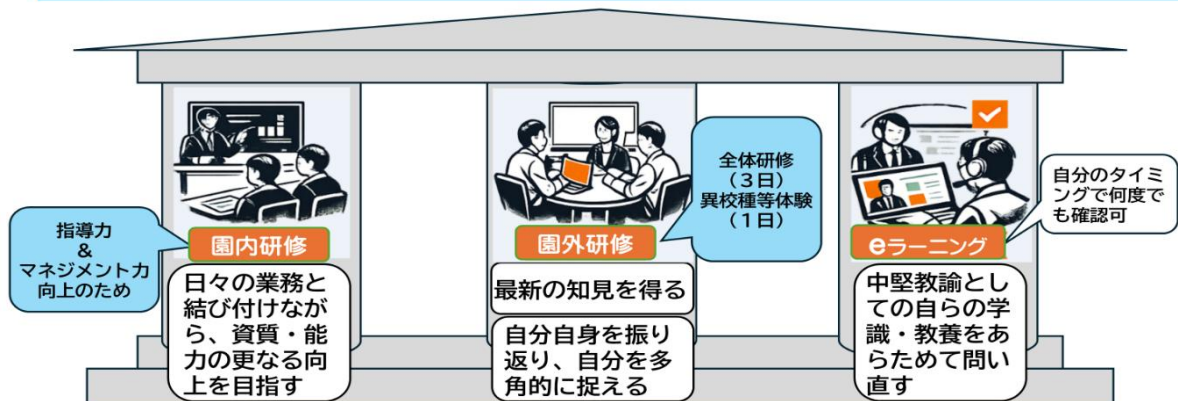 指導力
&
マネジメント力
向上のため
園内研修
日々の業務と
結び付けなが
ら、資質・能
力の更なる向
上を目指す
園外研修
全体研修
（３日）
異校種等体験
（１日）
最新の知見を得る
自分自身を振り
返り、自分を多
角的に捉える
eラーニング
自分のタイミ
ングで何度で
も確認可
中堅教諭とし
ての自らの学
識・教養をあ
らためて問い
直す